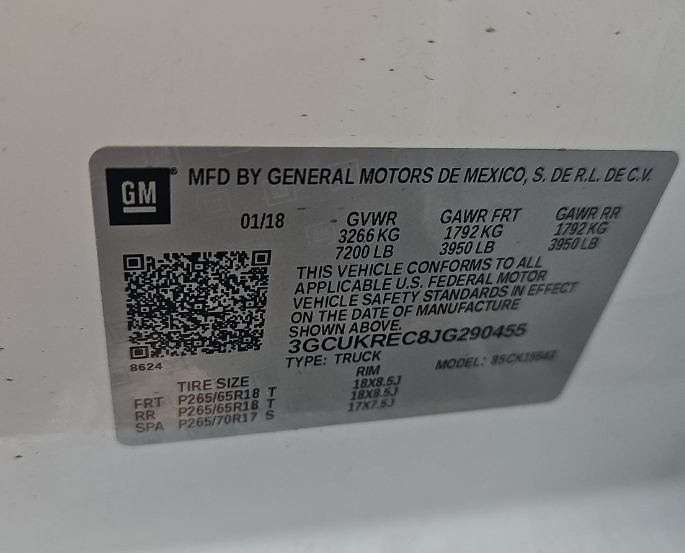 GM
® MFD BY GENERAL MOTORS DE MEXICO, S. DE R.L. DE C.V.
01/18 GVWR GAWR FRT GAWR RR
3266 KG 1792 KG 1792 KG
7200 LB 3950 LB 3950 LB
THIS VEHICLE CONFORMS TO ALL
APPLICABLE U.S. FEDERAL MOTOR
VEHICLE SAFETY STANDARDS IN EFFECT
ON THE DATE OF MANUFACTURE
SHOWN ABOVE.
3GCUKREC8JG290455
8624
TYPE: TRUCK MODEL:
TIRE SIZE RIM
FRT P265/65R18 T 18X8.5J
RR P265/65R18 T 18X8.5J
SPA P265/70R17 S 17X7.5J